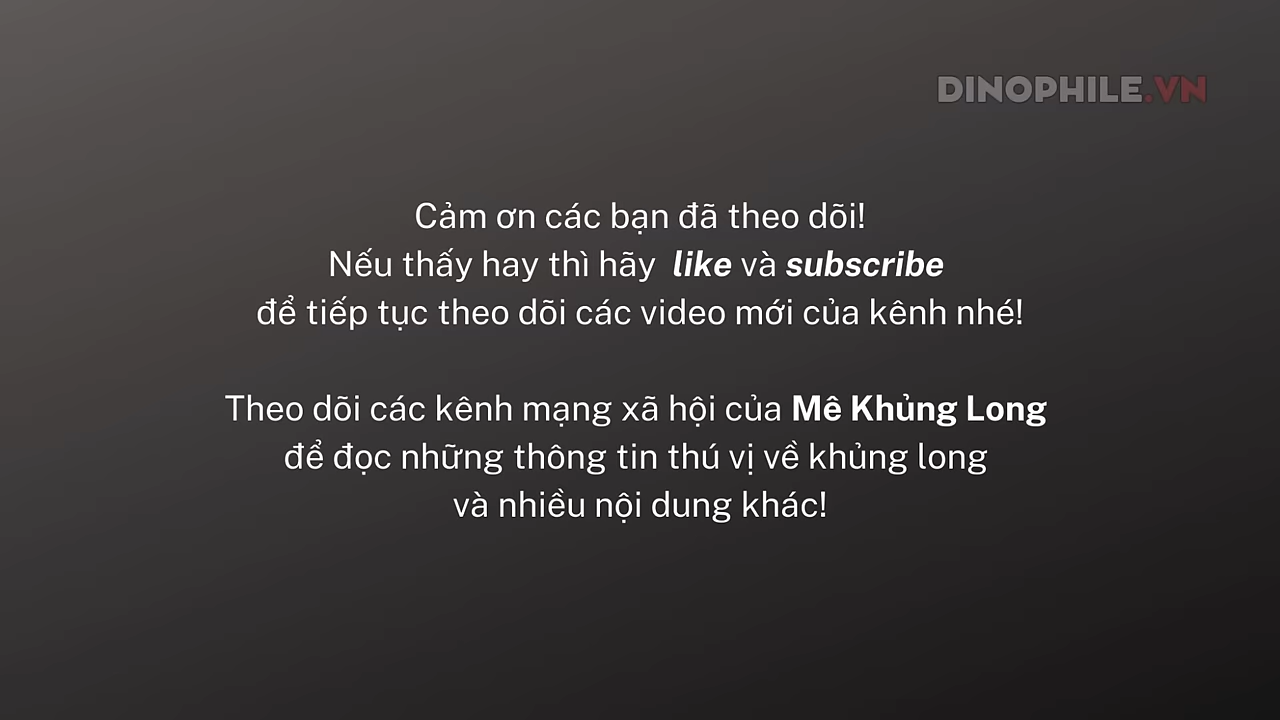 DINOPHILE.VN
Cảm ơn các bạn đã theo dõi!
Nếu thấy hay thì hãy like và subscribe
để tiếp tục theo dõi các video mới của kênh nhé!
Theo dõi các kênh mạng xã hội của Mê Khủng Long
để đọc những thông tin thú vị về khủng long
và nhiều nội dung khác!